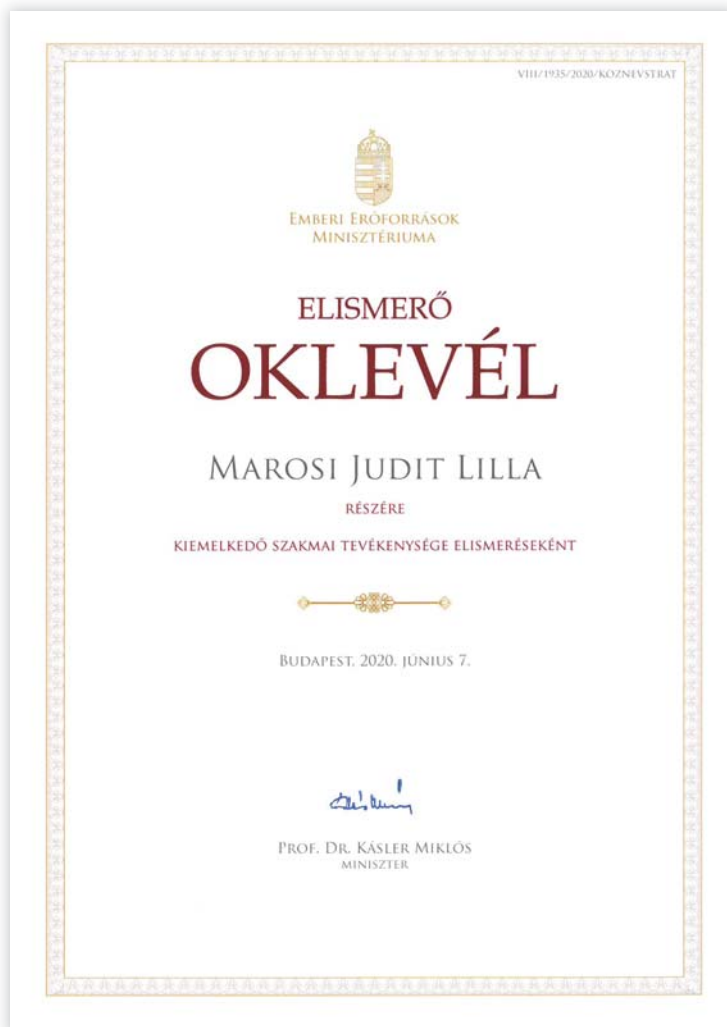 VIII/1935/2020/KOZNEVSTRAT
EMBERI ERŐFORRÁSOK
MINISZTÉRIUMA
ELISMERŐ
OKLEVÉL
MAROSI JUDIT LILLA
RÉSZÉRE
KIEMELKEDŐ SZAKMAI TEVÉKENYSÉGE ELISMERÉSEKÉNT
BUDAPEST, 2020. JÚNIUS 7.
PROF. DR. KÁSLER MIKLÓS
MINISZTER